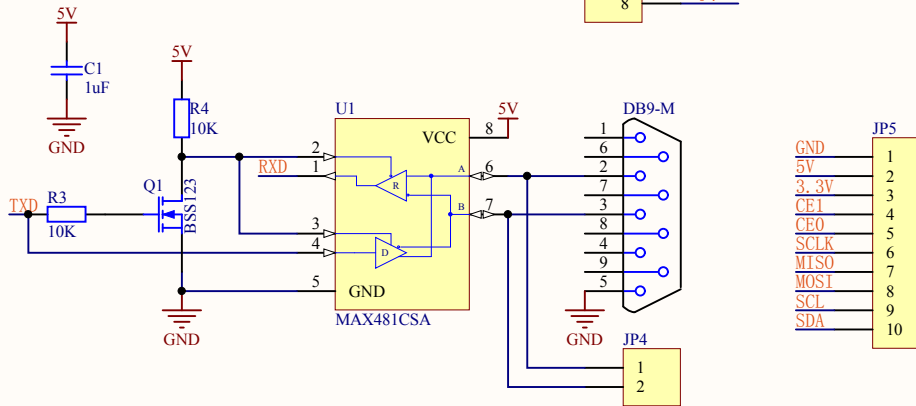 8
5V
C1
1uF
GND
5V
R4
10K
TXD
R3
10K
Q1
BSS123
GND
U1
RXD
2
1
3
4
5
VCC
8
5V
A
6
R
B
7
D
GND
MAX481CSA
DB9-M
1
6
2
7
3
8
4
9
5
GND
JP4
1
2
JP5
GND 1
5V 2
3.3V 3
CE1 4
CE0 5
SCLK 6
MISO 7
MOSI 8
SCL 9
SDA 10